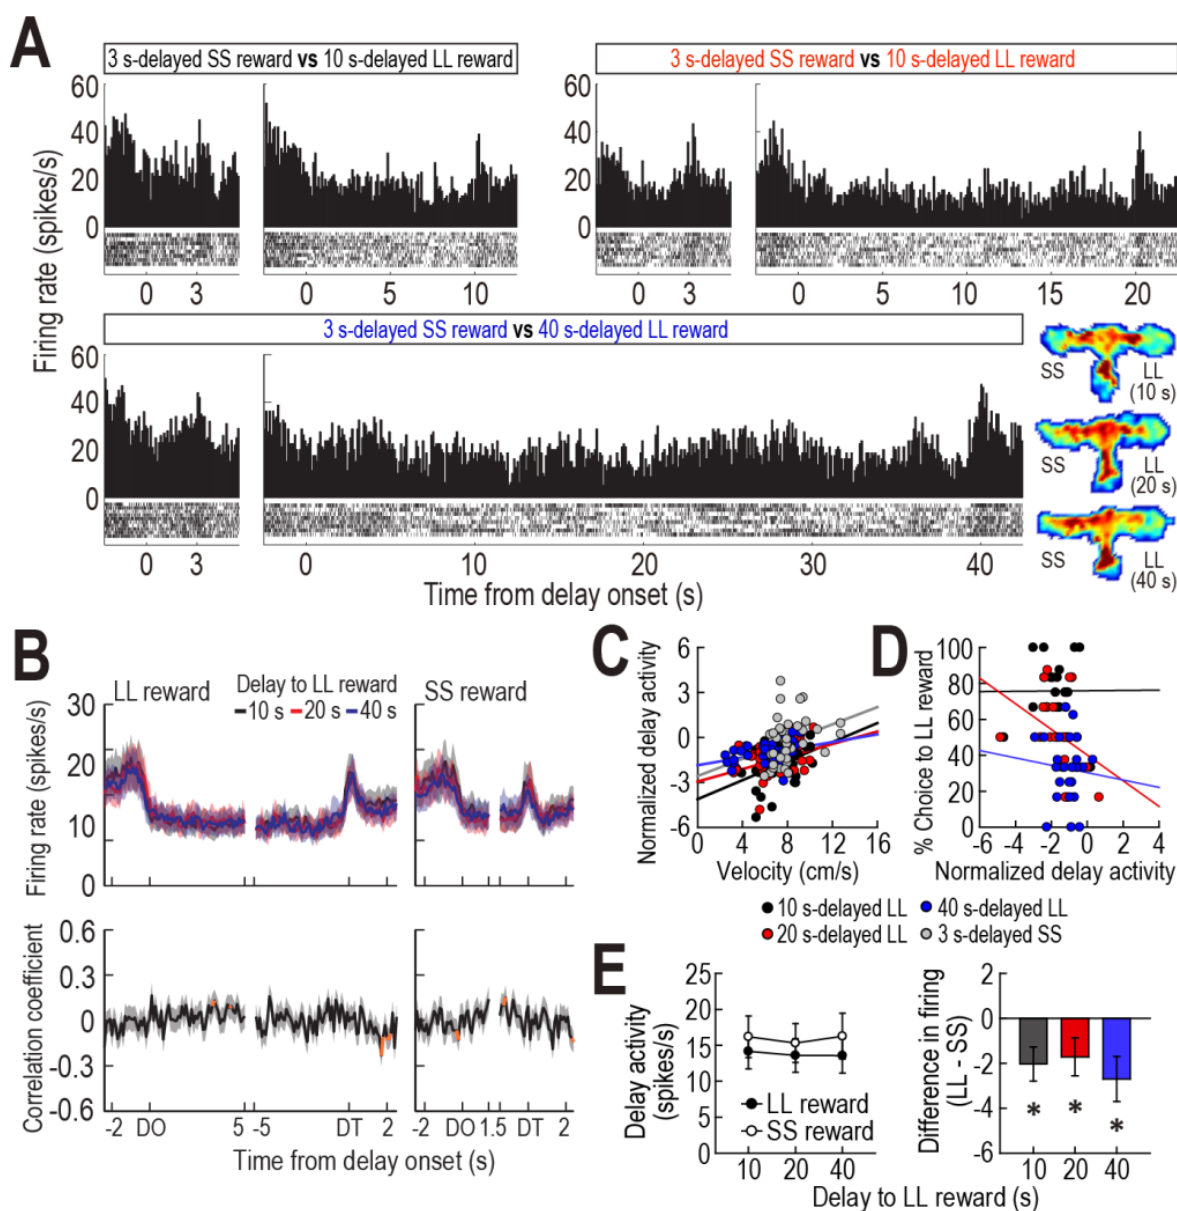 A
3 s-delayed SS reward vs 10 s-delayed LL reward
3 s-delayed SS reward vs 10 s-delayed LL reward
Firing rate (spikes/s)
60
40
20
0
0 3
0 5 10
0 3
0 5 10 15 20
3 s-delayed SS reward vs 40 s-delayed LL reward
60
40
20
0
0 3
0 10 20 30 40
Time from delay onset (s)
SS LL
(10 s)
SS LL
(20 s)
SS LL
(40 s)
B
LL reward
Delay to LL reward
10 s 20 s 40 s
SS reward
Firing rate (spikes/s)
30
20
10
0
Correlation coefficient
0.6
0.3
0
-0.3
-0.6
-2 DO 5 -5 DT 2
-2 DO 1.5 DT 2
Time from delay onset (s)
C
Normalized delay activity
6
3
0
-3
-6
0 4 8 12 16
Velocity (cm/s)
D
% Choice to LL reward
100
80
60
40
20
0
-6 -4 -2 0 2 4
Normalized delay activity
10 s-delayed LL
40 s-delayed LL
20 s-delayed LL
3 s-delayed SS
E
Delay activity
(spikes/s)
25
20
15
10
5
0
LL reward
SS reward
10 20 40
Difference in firing
(LL - SS)
2
0
-2
-4
-6
* * *
10 20 40
Delay to LL reward (s)